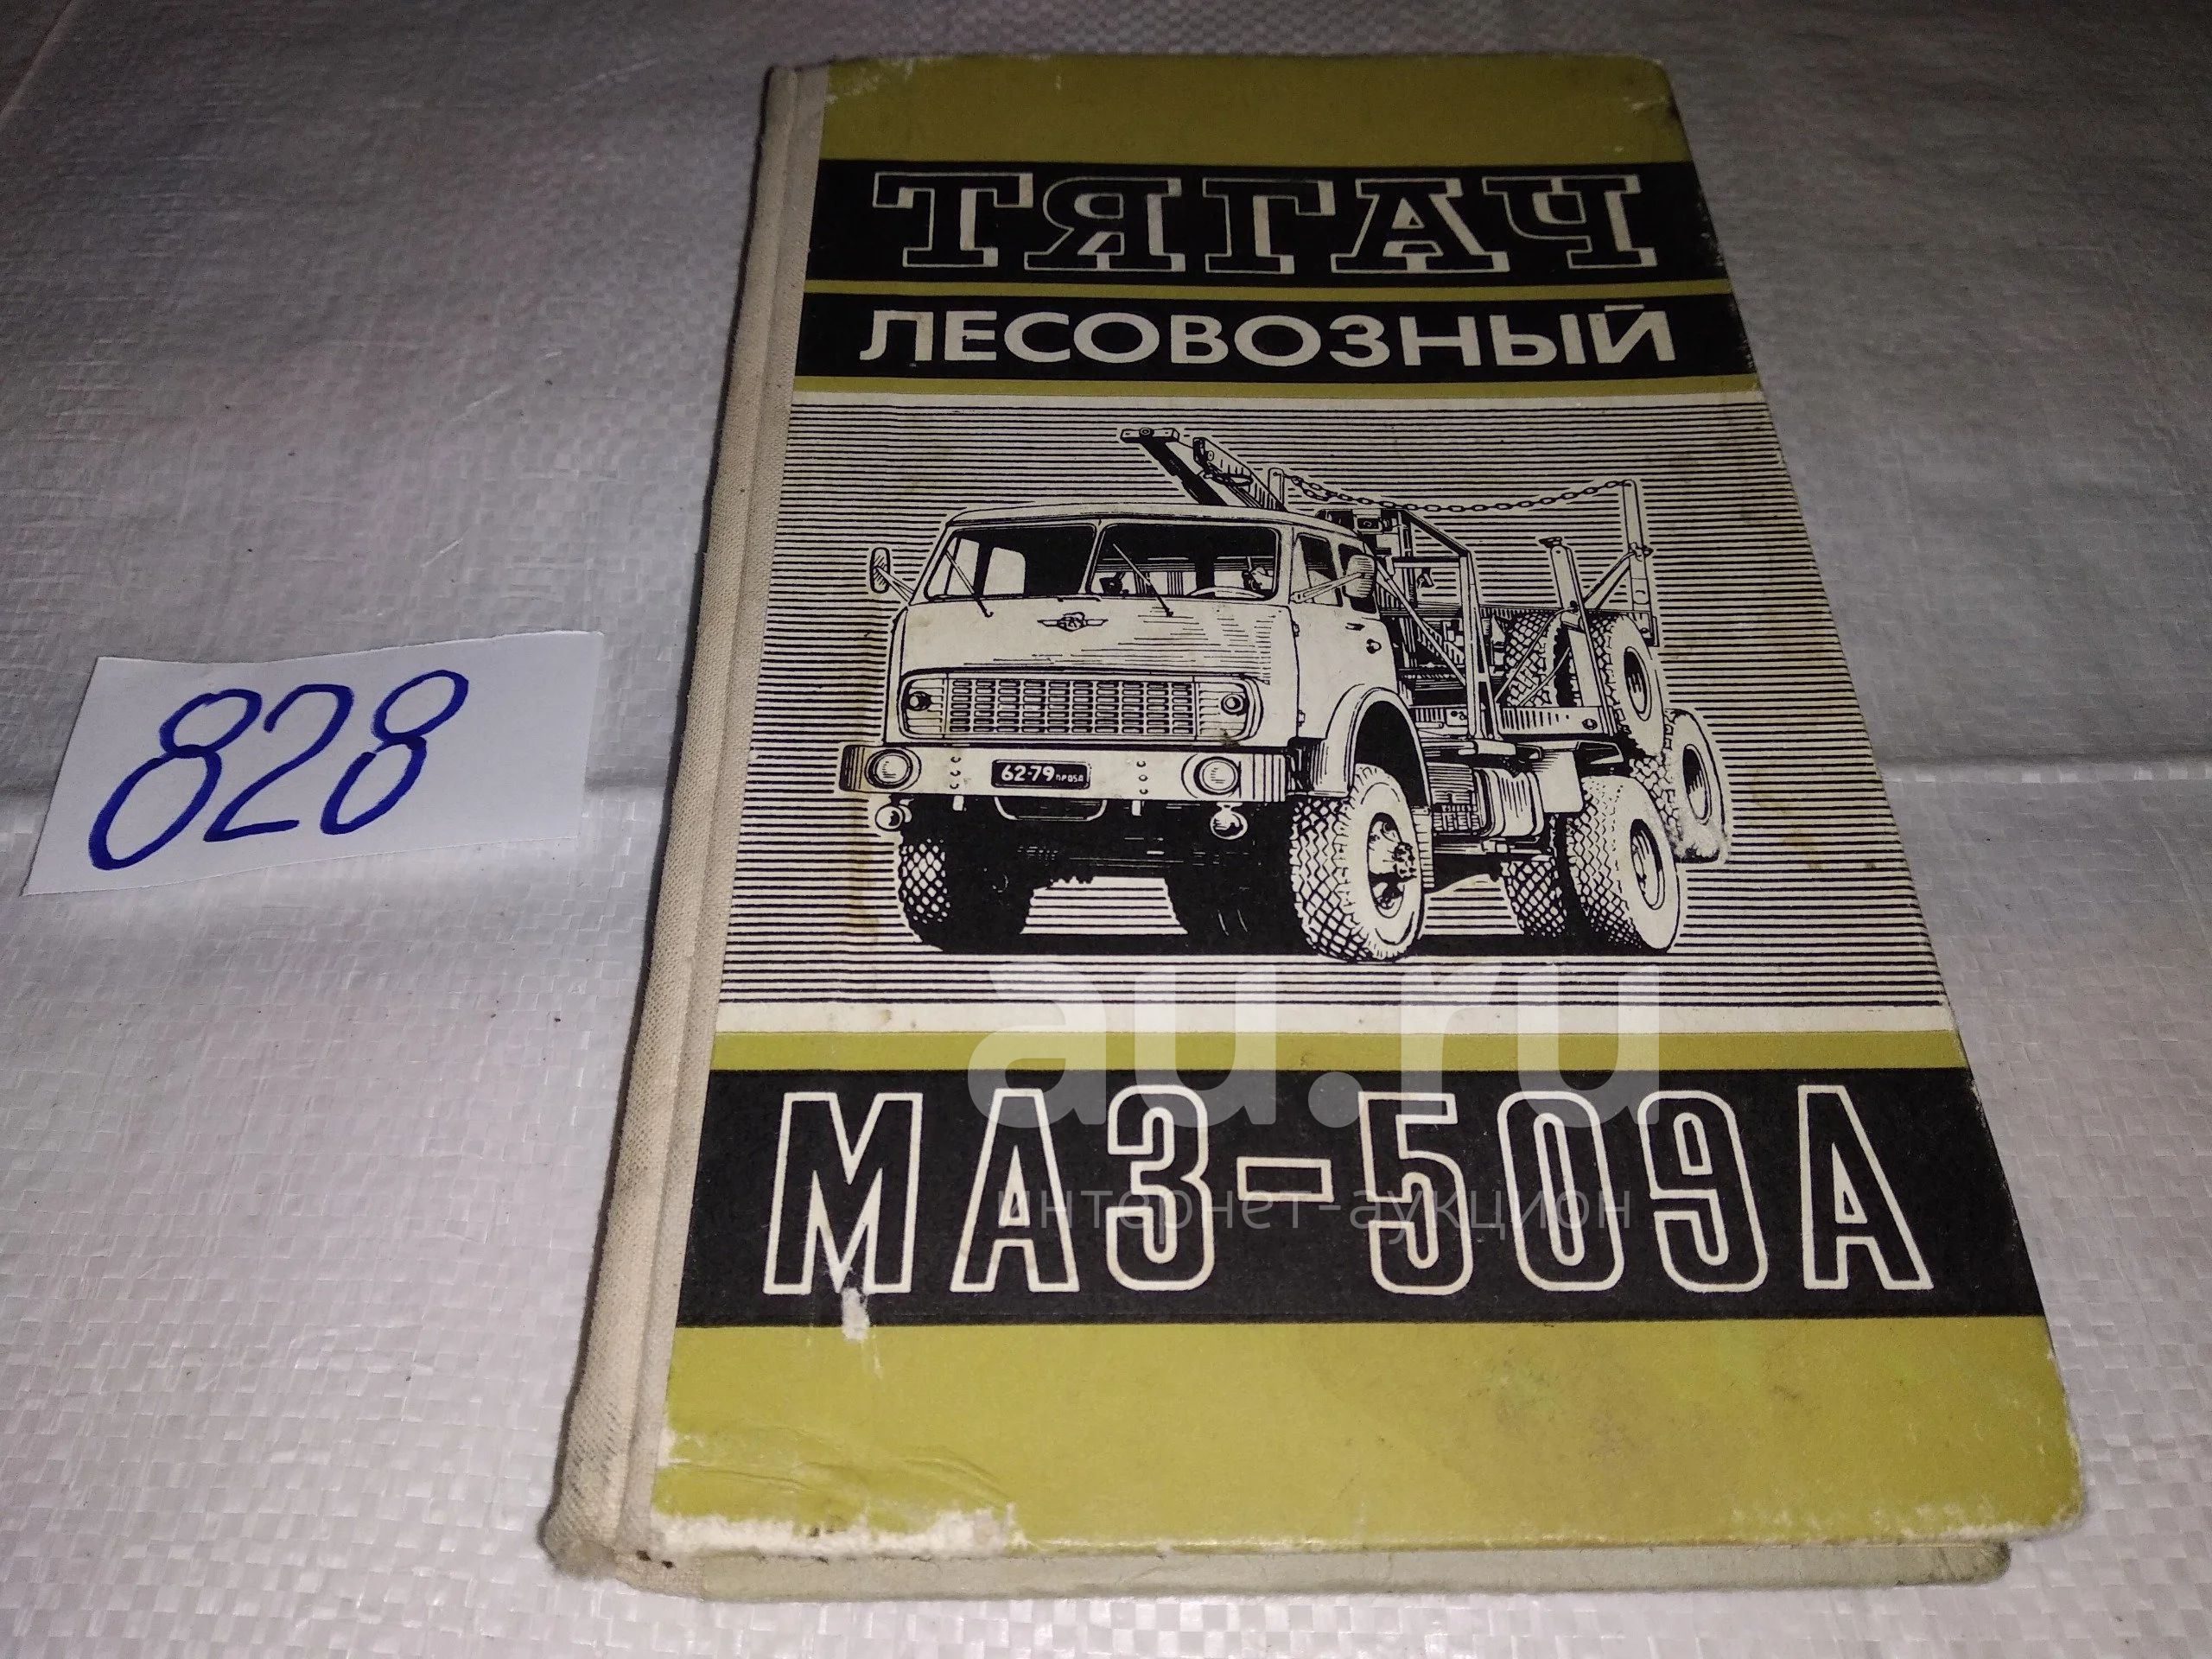 ТЯГАЧ
ЛЕСОВОЗНЫЙ
828
62-79
au.ru
МАЗ-509А
интернет-аукцион